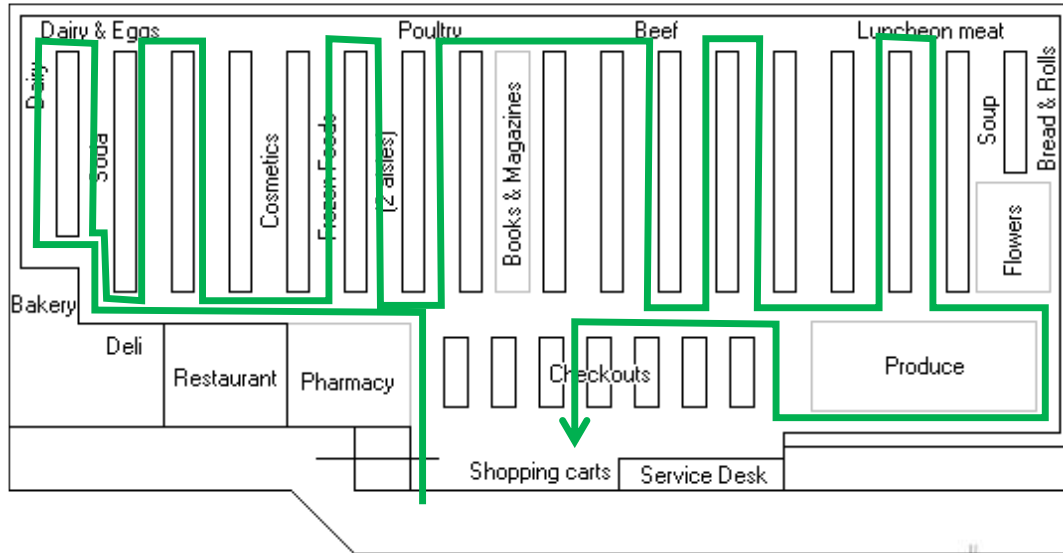 Dairy & Eggs
Poultry
Beef
Luncheon meat
Dairy
Soda
Cosmetics
Frozen Foods
(2 aisles)
Books & Magazines
Soup
Bread & Rolls
Flowers
Bakery
Deli
Restaurant
Pharmacy
Checkouts
Produce
Shopping carts
Service Desk